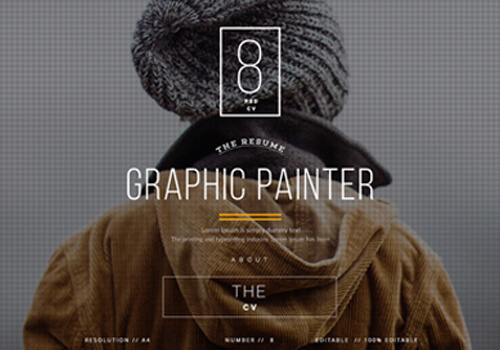 8
PSD
CV
THE RESUME
GRAPHIC PAINTER
Lorem Ipsum is simply dummy text
The printing and typesetting industry. lorem ipsum has been
ABOUT
THE
CV
RESOLUTION // A4
NUMBER // 8
EDITABLE // 100% EDITABLE